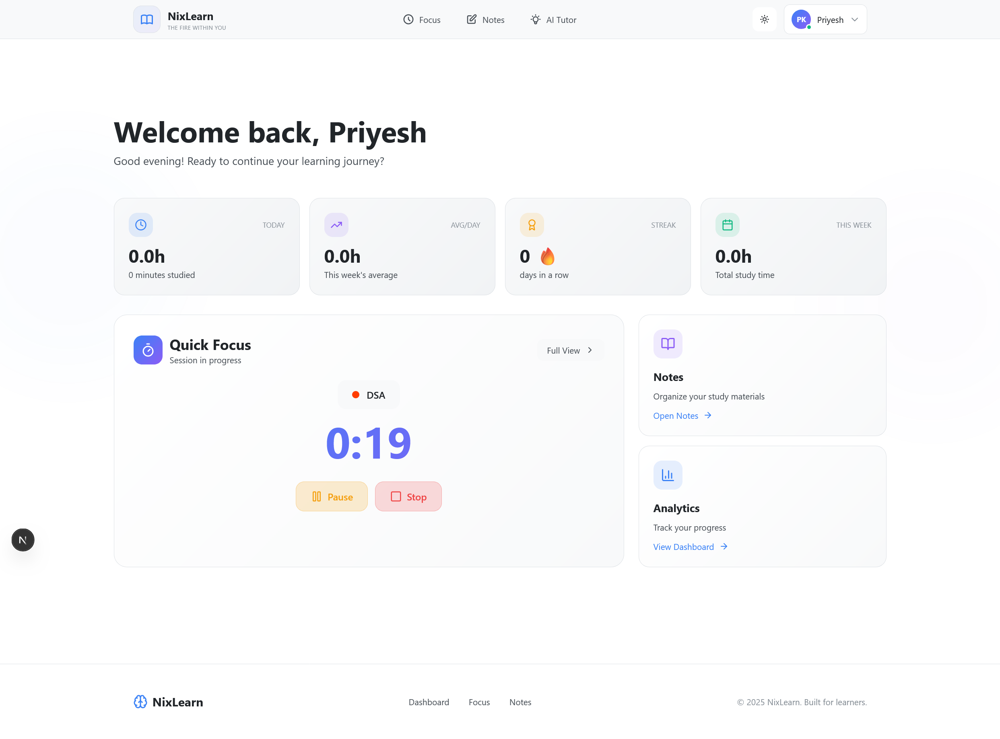 NixLearn
THE FIRE WITHIN YOU
Focus
Notes
AI Tutor
PK
Priyesh
Welcome back, Priyesh
Good evening! Ready to continue your learning journey?
TODAY
0.0h
0 minutes studied
AVG/DAY
0.0h
This week's average
STREAK
0 🔥
days in a row
THIS WEEK
0.0h
Total study time
Quick Focus
Session in progress
Full View
DSA
0:19
Pause
Stop
Notes
Organize your study materials
Open Notes
Analytics
Track your progress
View Dashboard
N
NixLearn
Dashboard
Focus
Notes
© 2025 NixLearn. Built for learners.